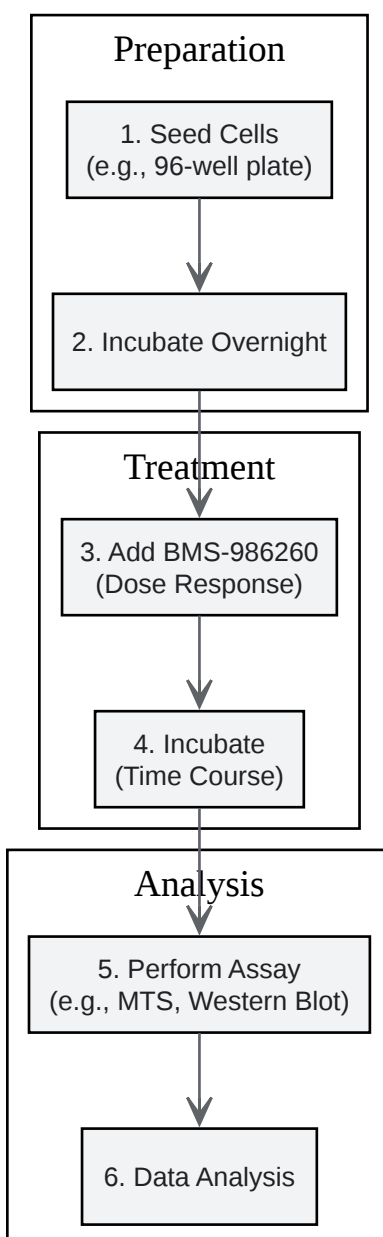 Preparation
1. Seed Cells
(e.g., 96-well plate)
2. Incubate Overnight
Treatment
3. Add BMS-986260
(Dose Response)
4. Incubate
(Time Course)
Analysis
5. Perform Assay
(e.g., MTS, Western Blot)
6. Data Analysis